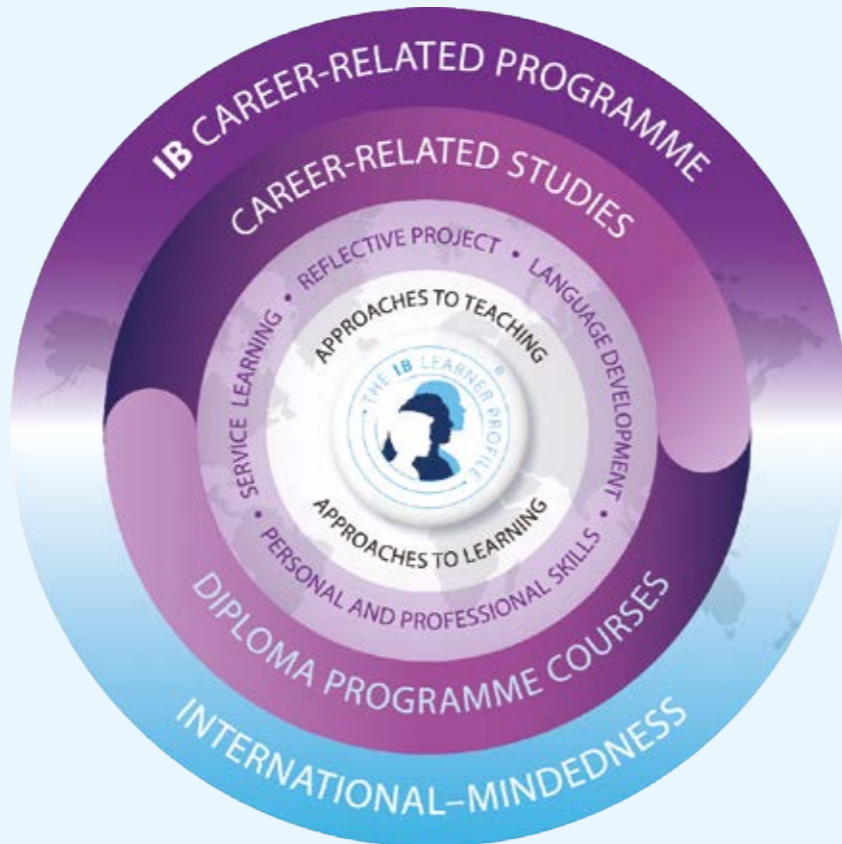 IB CAREER-RELATED PROGRAMME
CAREER-RELATED STUDIES
REFLECTIVE PROJECT • LANGUAGE DEVELOPMENT • PERSONAL AND PROFESSIONAL SKILLS • SERVICE LEARNING •
APPROACHES TO TEACHING
THE IB LEARNER PROFILE ®
APPROACHES TO LEARNING
DIPLOMA PROGRAMME COURSES
INTERNATIONAL–MINDEDNESS